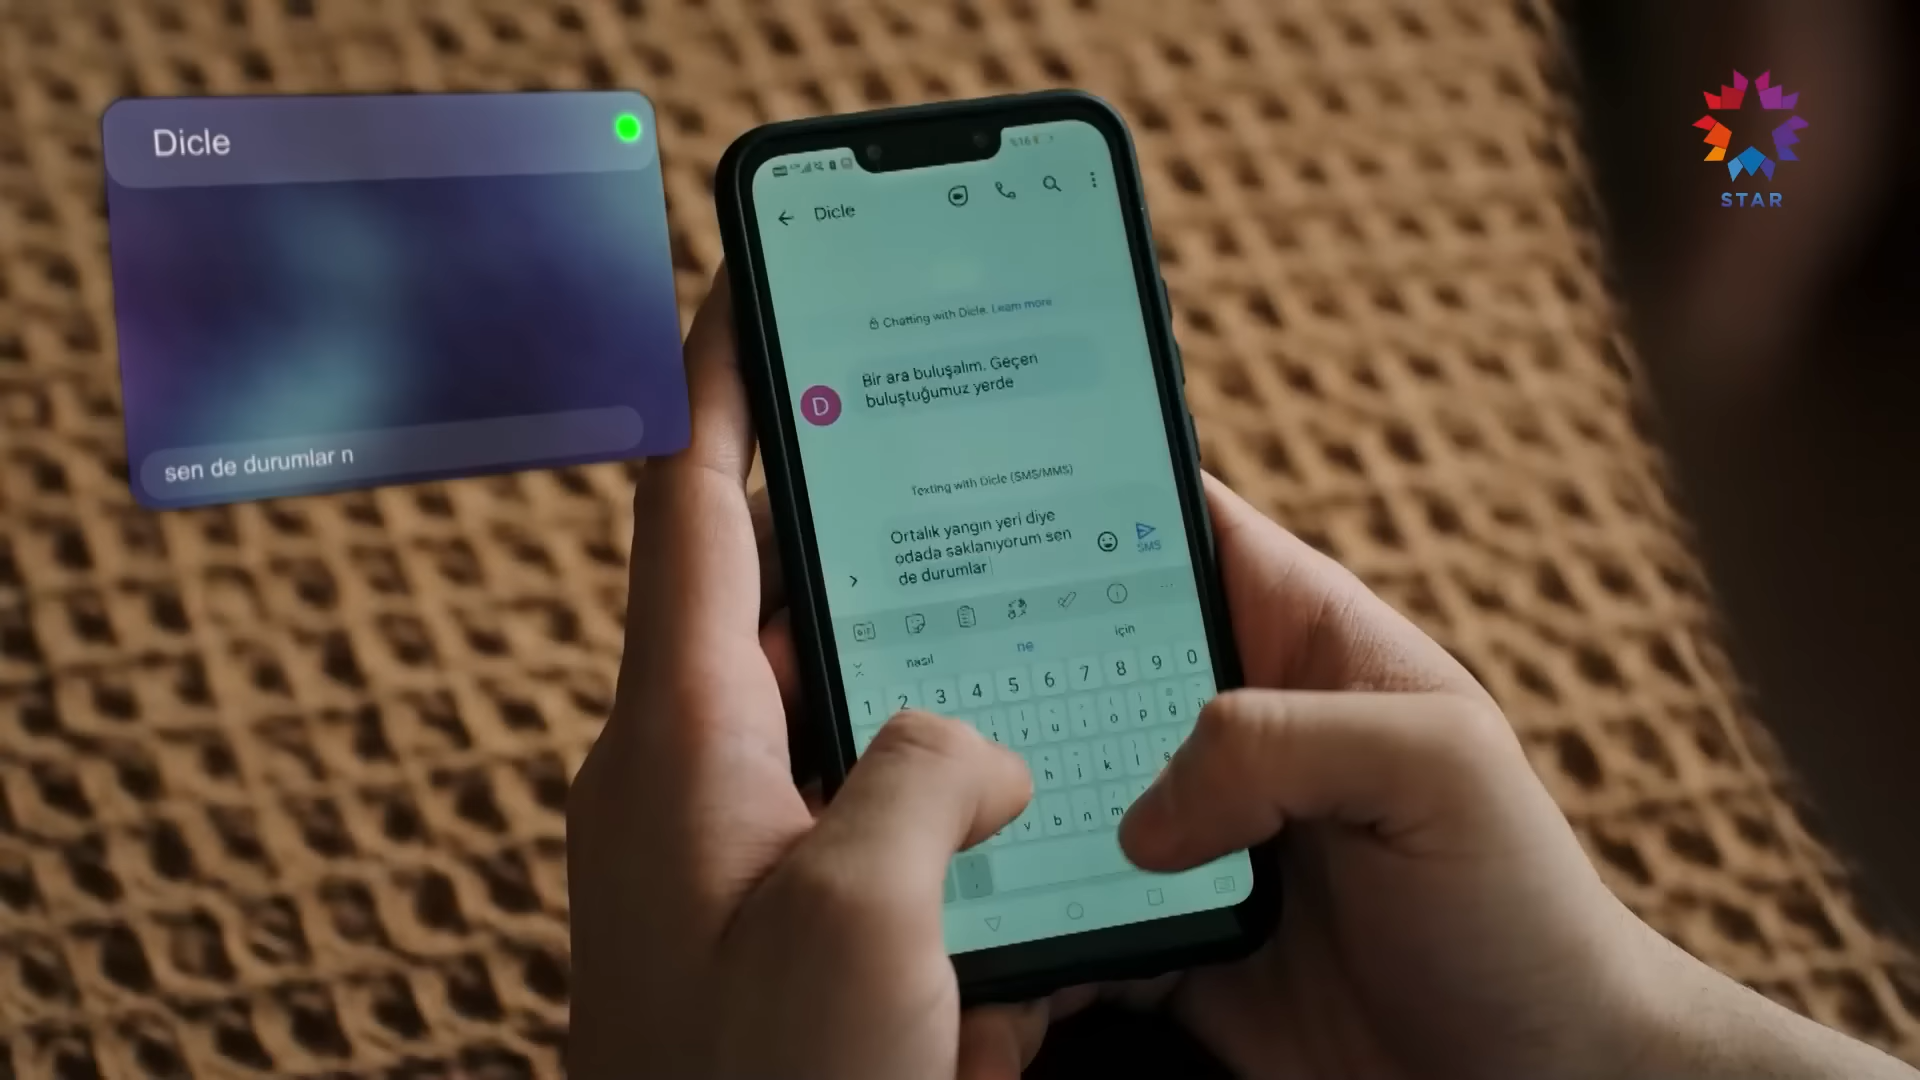 Dicle
sen de durumlar n
%16
Dicle
Chatting with Dicle. Learn more
Bir ara buluşalım. Geçen
buluştuğumuz yerde
D
Texting with Dicle (SMS/MMS)
Ortalık yangın yeri diye
odada saklanıyorum sen
de durumlar
SMS
GIF
nasıl ne için
1 2 3 4 5 6 7 8 9 0
t y u ı o p ğ ü
h j k l ş
v b n m
STAR